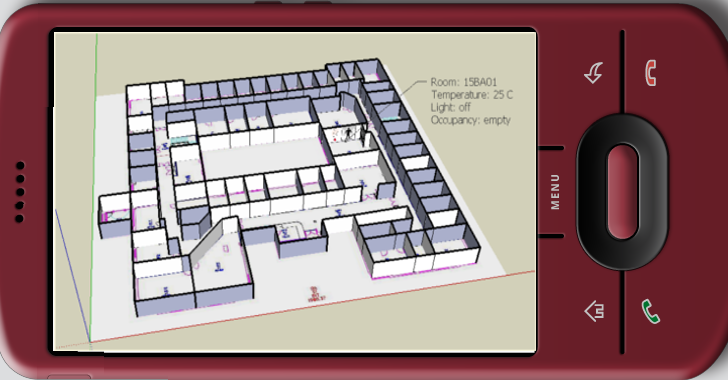 Room: 15BA01
Temperature: 25 C
Light: off
Occupancy: empty
MENU